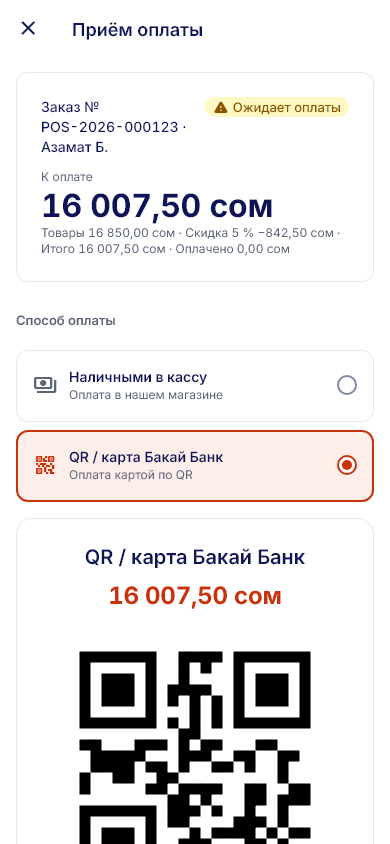 Приём оплаты
Заказ №
POS-2026-000123 ·
Азамат Б.
Ожидает оплаты
К оплате
16 007,50 сом
Товары 16 850,00 сом · Скидка 5 % −842,50 сом ·
Итого 16 007,50 сом · Оплачено 0,00 сом
Способ оплаты
Наличными в кассу
Оплата в нашем магазине
QR / карта Бакай Банк
Оплата картой по QR
QR / карта Бакай Банк
16 007,50 сом